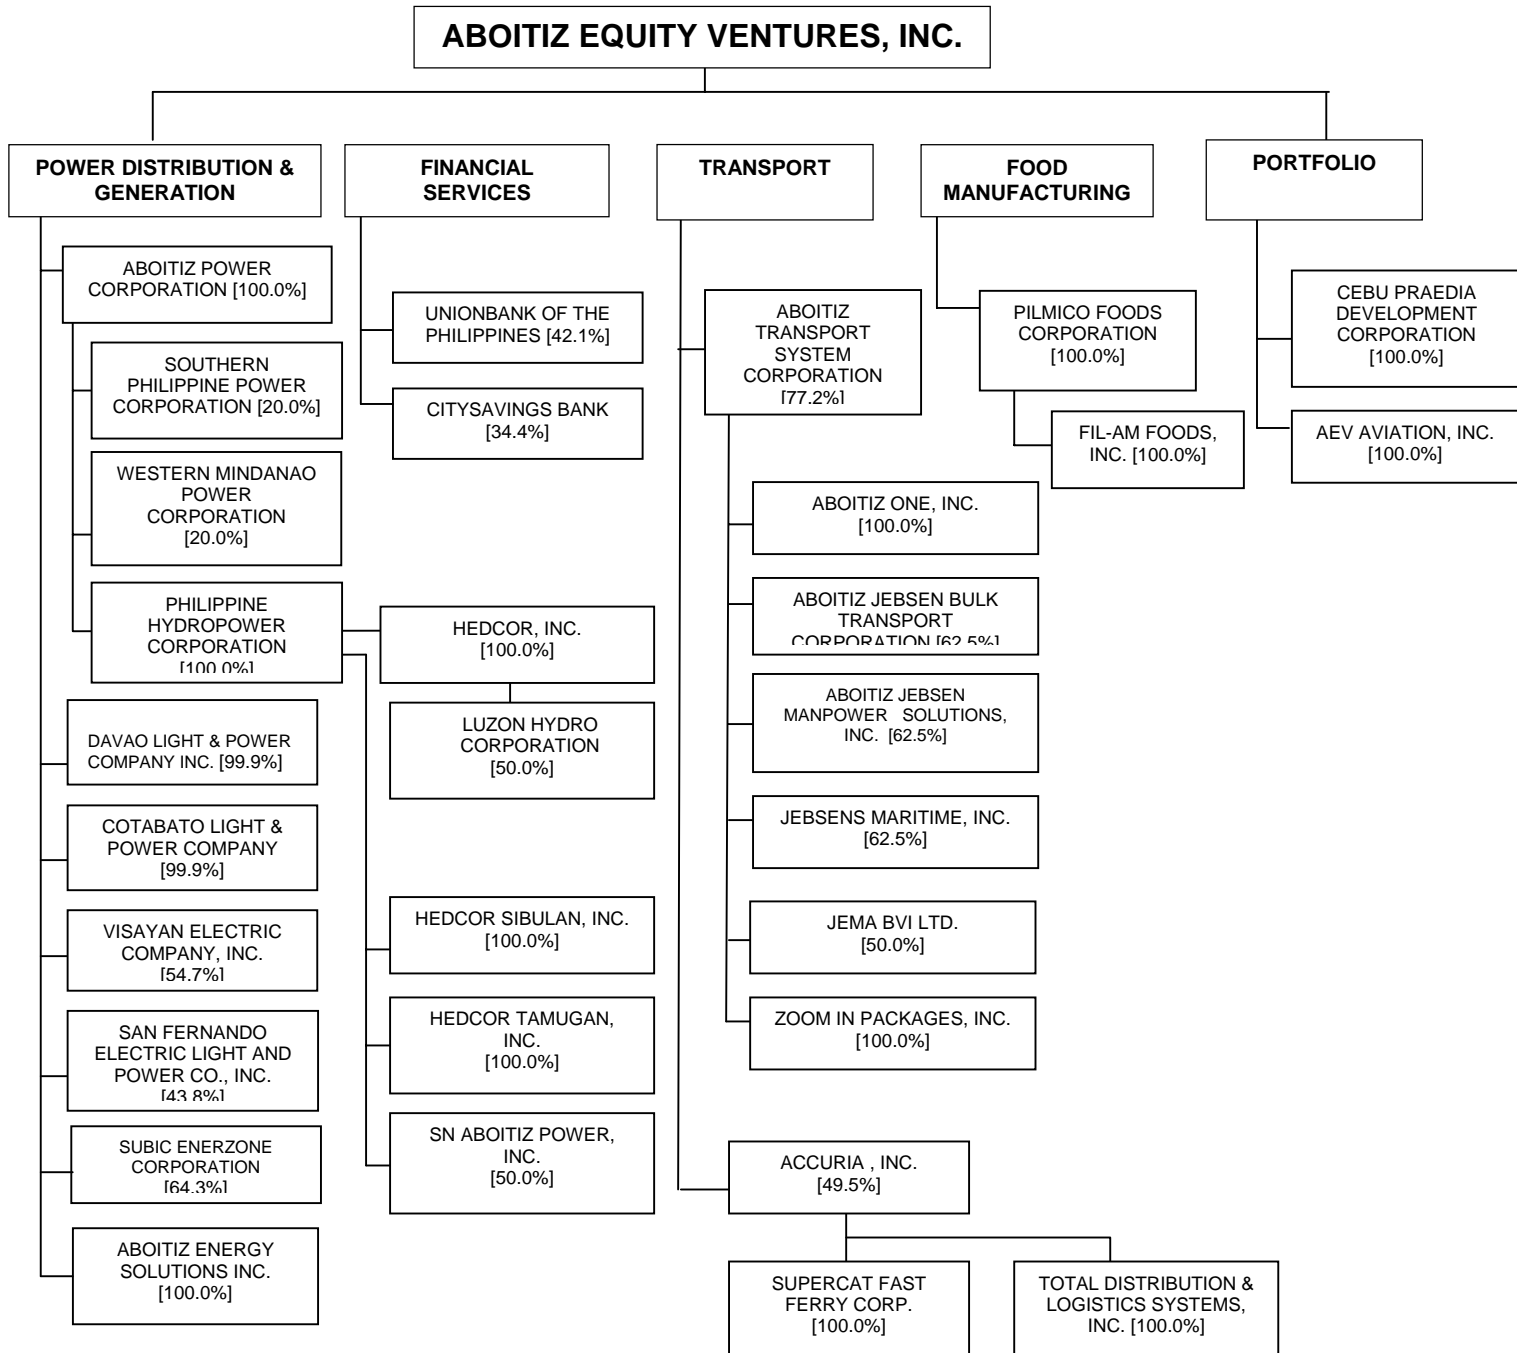 ABOITIZ EQUITY VENTURES, INC.
POWER DISTRIBUTION &
GENERATION
ABOITIZ POWER
CORPORATION [100.0%]
SOUTHERN
PHILIPPINE POWER
CORPORATION [20.0%]
WESTERN MINDANAO
POWER
CORPORATION
[20.0%]
PHILIPPINE
HYDROPOWER
CORPORATION
[100.0%]
HEDCOR, INC.
[100.0%]
LUZON HYDRO
CORPORATION
[50.0%]
HEDCOR SIBULAN, INC.
[100.0%]
HEDCOR TAMUGAN,
INC.
[100.0%]
SN ABOITIZ POWER,
INC.
[50.0%]
DAVAO LIGHT & POWER
COMPANY INC. [99.9%]
COTABATO LIGHT &
POWER COMPANY
[99.9%]
VISAYAN ELECTRIC
COMPANY, INC.
[54.7%]
SAN FERNANDO
ELECTRIC LIGHT AND
POWER CO., INC.
[43.8%]
SUBIC ENERZONE
CORPORATION
[64.3%]
ABOITIZ ENERGY
SOLUTIONS INC.
[100.0%]
FINANCIAL
SERVICES
UNIONBANK OF THE
PHILIPPINES [42.1%]
CITYSAVINGS BANK
[34.4%]
TRANSPORT
ABOITIZ
TRANSPORT
SYSTEM
CORPORATION
[77.2%]
ABOITIZ ONE, INC.
[100.0%]
ABOITIZ JEBSEN BULK
TRANSPORT
CORPORATION [62.5%]
ABOITIZ JEBSEN
MANPOWER SOLUTIONS,
INC. [62.5%]
JEBSENS MARITIME, INC.
[62.5%]
JEMA BVI LTD.
[50.0%]
ZOOM IN PACKAGES, INC.
[100.0%]
ACCURIA , INC.
[49.5%]
SUPERCAT FAST
FERRY CORP.
[100.0%]
TOTAL DISTRIBUTION &
LOGISTICS SYSTEMS,
INC. [100.0%]
FOOD
MANUFACTURING
PILMICO FOODS
CORPORATION
[100.0%]
FIL-AM FOODS,
INC. [100.0%]
PORTFOLIO
CEBU PRAEDIA
DEVELOPMENT
CORPORATION
[100.0%]
AEV AVIATION, INC.
[100.0%]